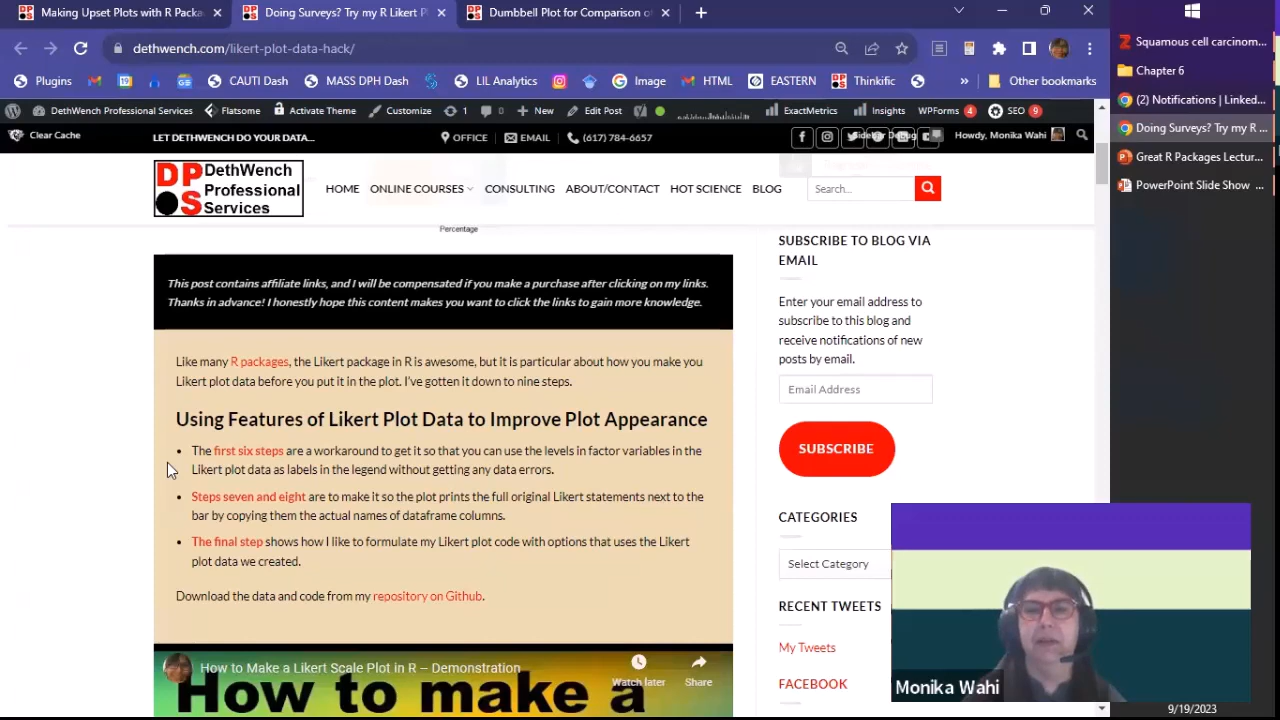 Making Upset Plots with R Packa
Doing Surveys? Try my R Likert P
Dumbbell Plot for Comparison o
dethwench.com/likert-plot-data-hack/
Plugins
CAUTI Dash
MASS DPH Dash
LIL Analytics
Image
HTML
EASTERN
Thinkific
»
Other bookmarks
DethWench Professional Services
Flatsome
Activate Theme
Customize
1
0
New
Edit Post
ExactMetrics
Insights
WPForms 4
SEO 9
Clear Cache
LET DETHWENCH DO YOUR DATA...
OFFICE
EMAIL
(617) 784-6657
Sidebar Debug
Howdy, Monika Wahi
DP
S
DethWench
Professional
Services
HOME
ONLINE COURSES
CONSULTING
ABOUT/CONTACT
HOT SCIENCE
BLOG
Search...
Percentage
This post contains affiliate links, and I will be compensated if you make a purchase after clicking on my links.
Thanks in advance! I honestly hope this content makes you want to click the links to gain more knowledge.
Like many R packages, the Likert package in R is awesome, but it is particular about how you make you
Likert plot data before you put it in the plot. I've gotten it down to nine steps.
Using Features of Likert Plot Data to Improve Plot Appearance
• The first six steps are a workaround to get it so that you can use the levels in factor variables in the
Likert plot data as labels in the legend without getting any data errors.
• Steps seven and eight are to make it so the plot prints the full original Likert statements next to the
bar by copying them the actual names of dataframe columns.
• The final step shows how I like to formulate my Likert plot code with options that uses the Likert
plot data we created.
Download the data and code from my repository on Github.
How to Make a Likert Scale Plot in R – Demonstration
Watch later
Share
How to make a
SUBSCRIBE TO BLOG VIA
EMAIL
Enter your email address to
subscribe to this blog and
receive notifications of new
posts by email.
Email Address
SUBSCRIBE
CATEGORIES
Select Category
RECENT TWEETS
My Tweets
FACEBOOK
Squamous cell carcinom...
Chapter 6
(2) Notifications | Linked...
Doing Surveys? Try my R ...
Great R Packages Lectur...
PowerPoint Slide Show ...
Monika Wahi
9/19/2023